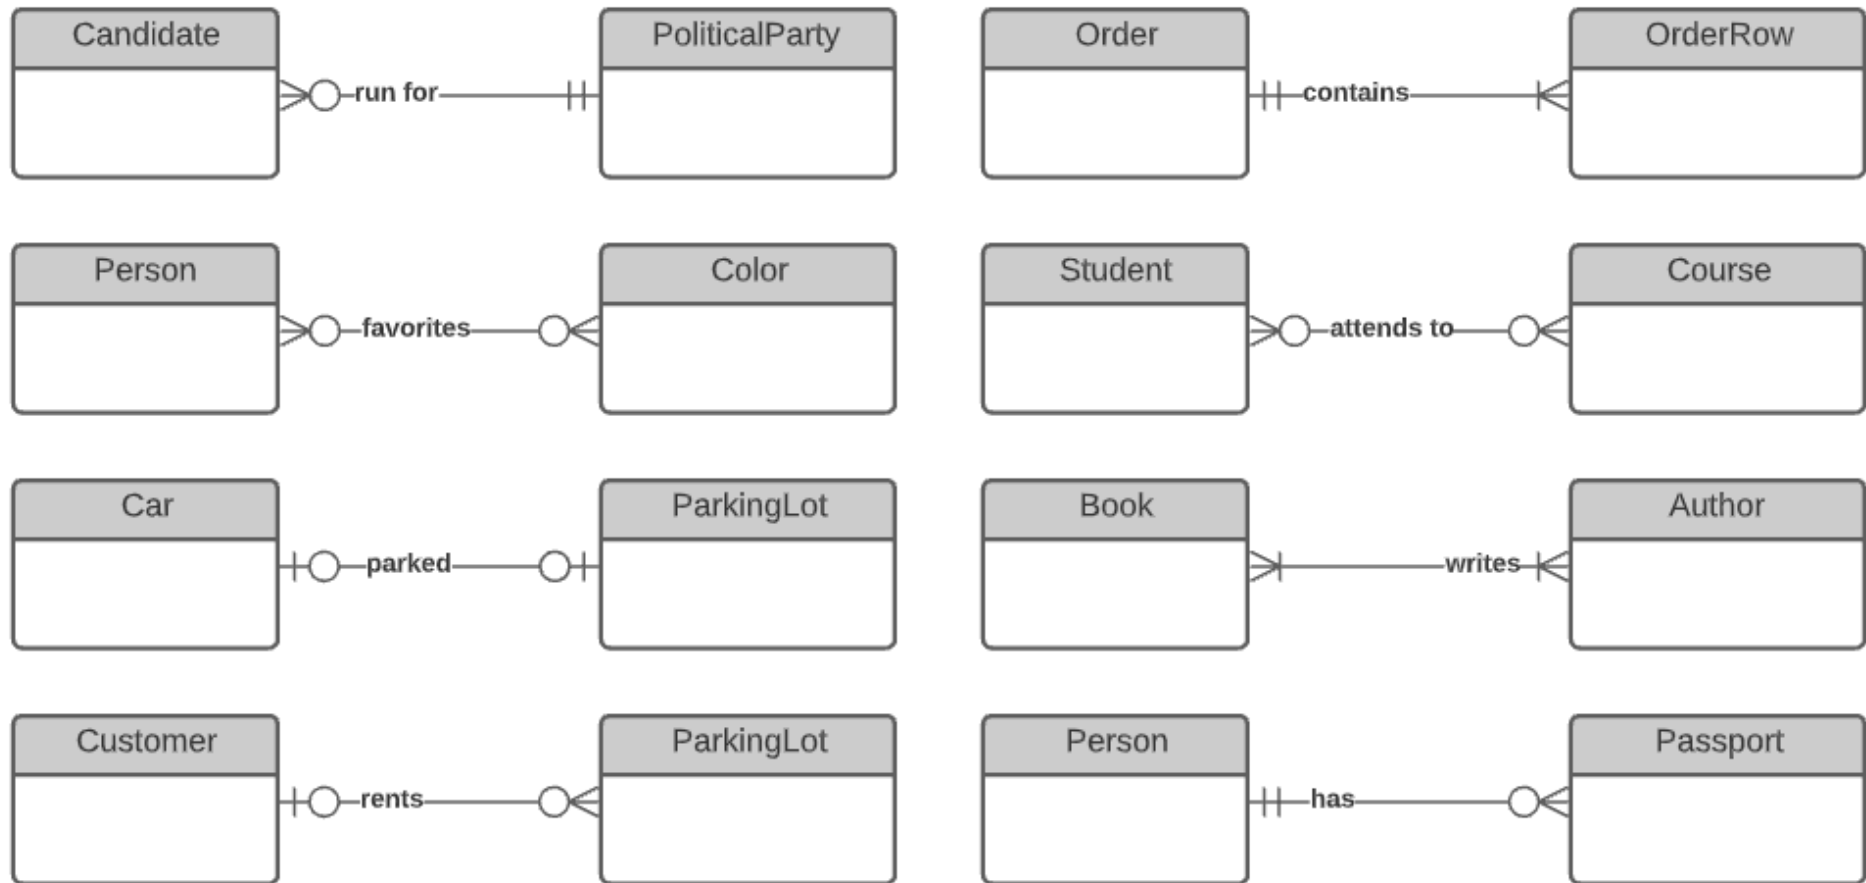 Candidate
run for
PoliticalParty
Order
contains
OrderRow
Person
favorites
Color
Student
attends to
Course
Car
parked
ParkingLot
Book
writes
Author
Customer
rents
ParkingLot
Person
has
Passport